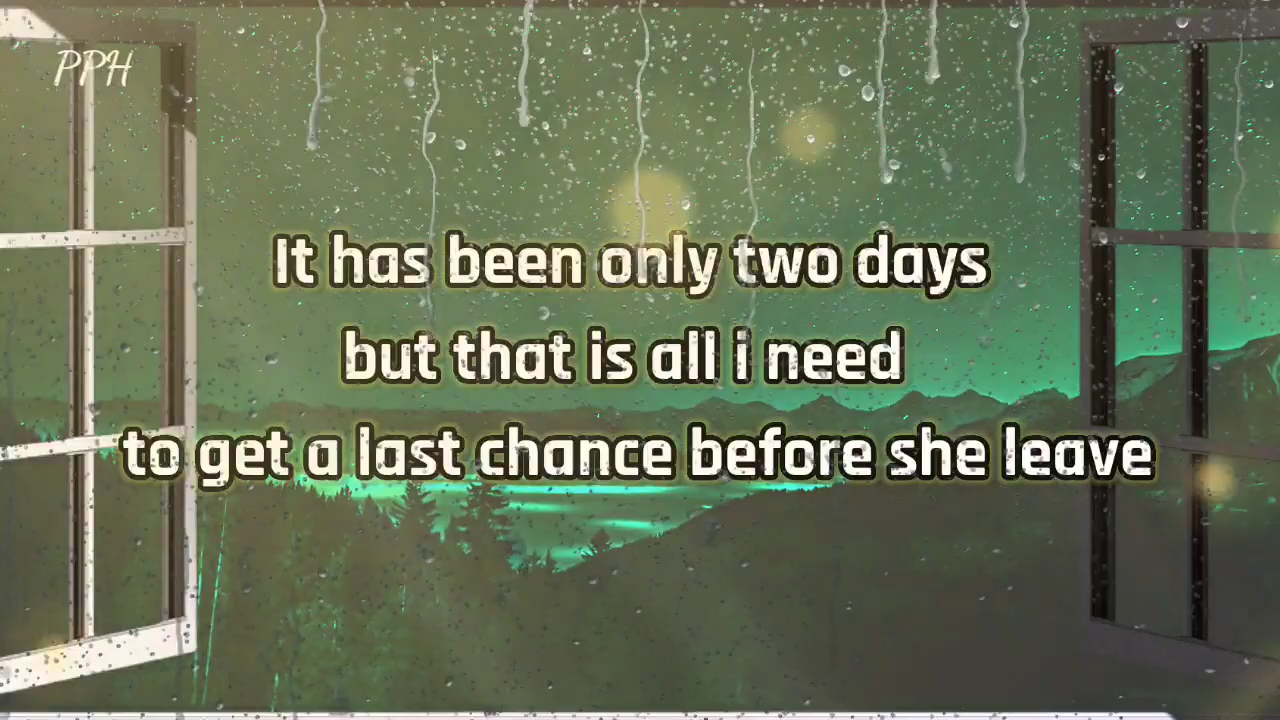 PPH
It has been only two days
but that is all i need
to get a last chance before she leave